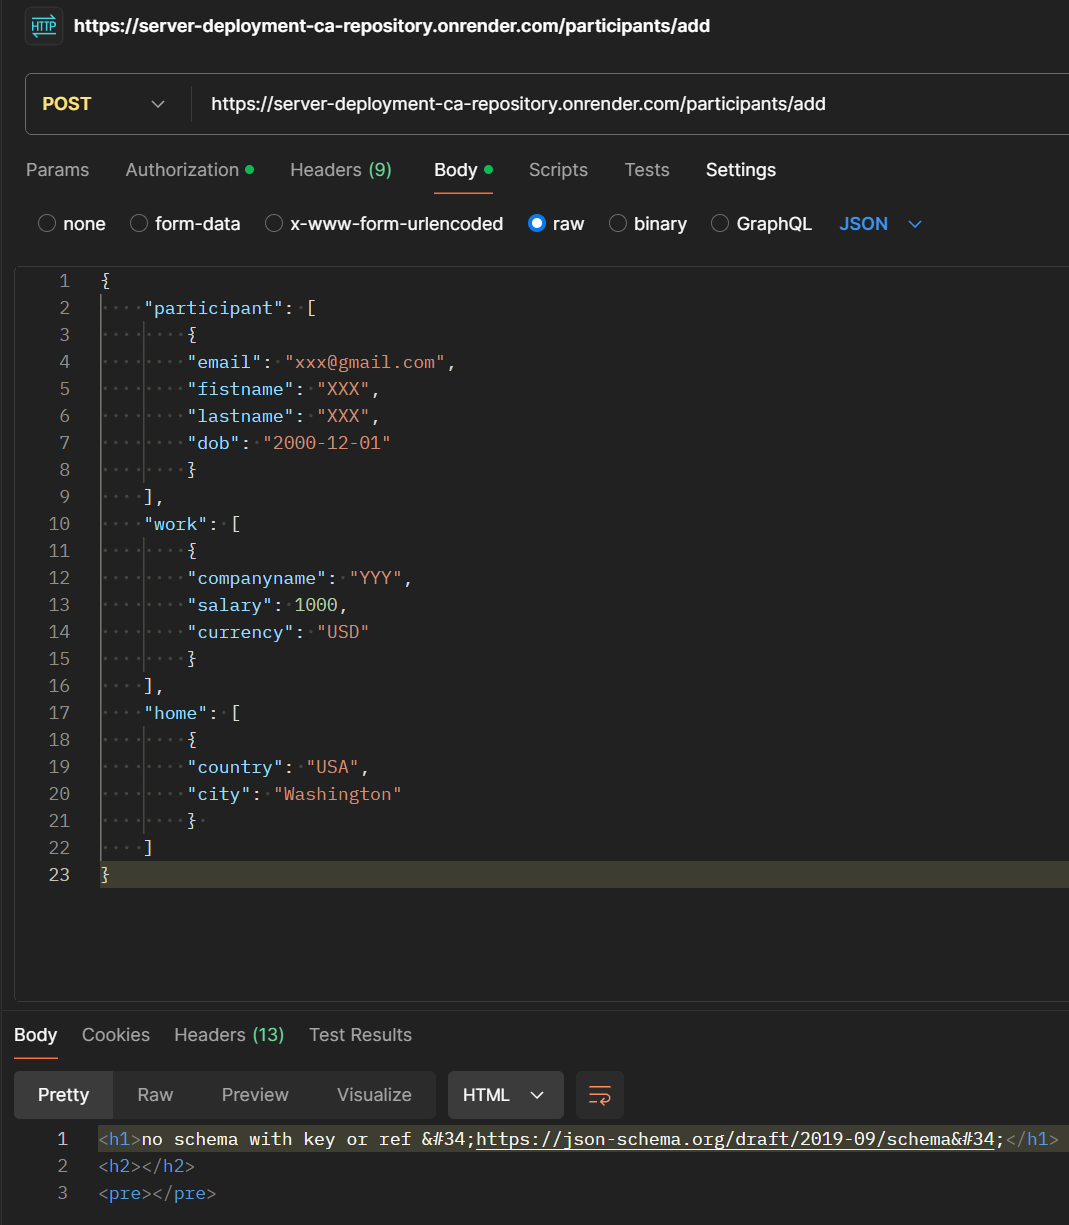 HTTP https://server-deployment-ca-repository.onrender.com/participants/add
POST https://server-deployment-ca-repository.onrender.com/participants/add
Params Authorization Headers (9) Body Scripts Tests Settings
none form-data x-www-form-urlencoded raw binary GraphQL JSON
1 {
2 "participant": [
3 {
4 "email": "xxx@gmail.com",
5 "fistname": "XXX",
6 "lastname": "XXX",
7 "dob": "2000-12-01"
8 }
9 ],
10 "work": [
11 {
12 "companyname": "YYY",
13 "salary": 1000,
14 "currency": "USD"
15 }
16 ],
17 "home": [
18 {
19 "country": "USA",
20 "city": "Washington"
21 }
22 ]
23 }
Body Cookies Headers (13) Test Results
Pretty Raw Preview Visualize HTML
1 <h1>no schema with key or ref &#34;https://json-schema.org/draft/2019-09/schema&#34;</h1>
2 <h2></h2>
3 <pre></pre>